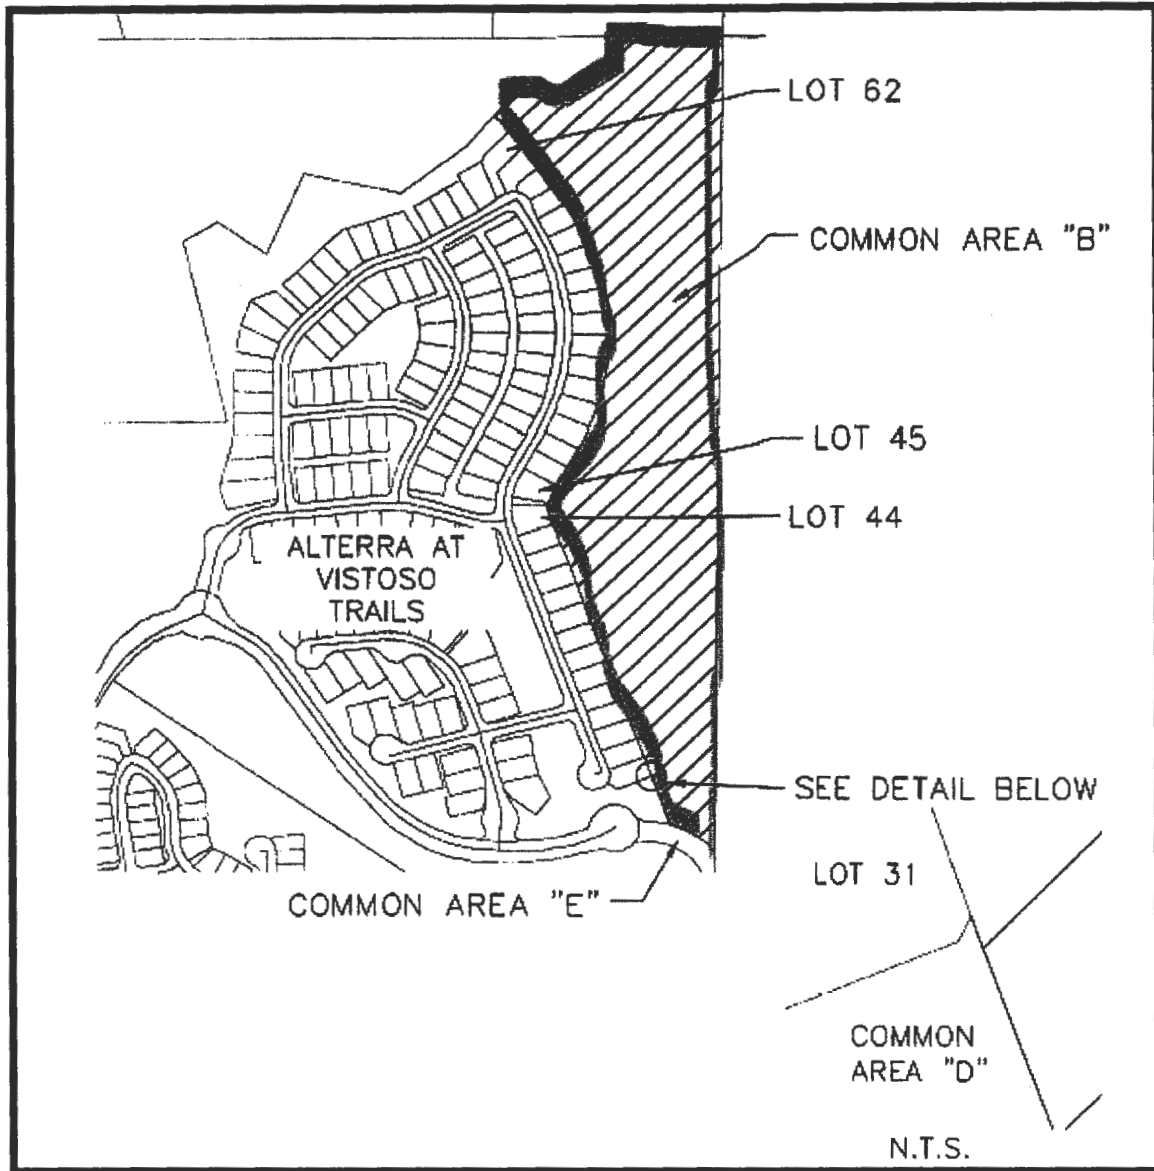 LOT 62
COMMON AREA "B"
LOT 45
LOT 44
ALTERRA AT
VISTOSO
TRAILS
SEE DETAIL BELOW
LOT 31
COMMON AREA "E"
COMMON
AREA "D"
N.T.S.